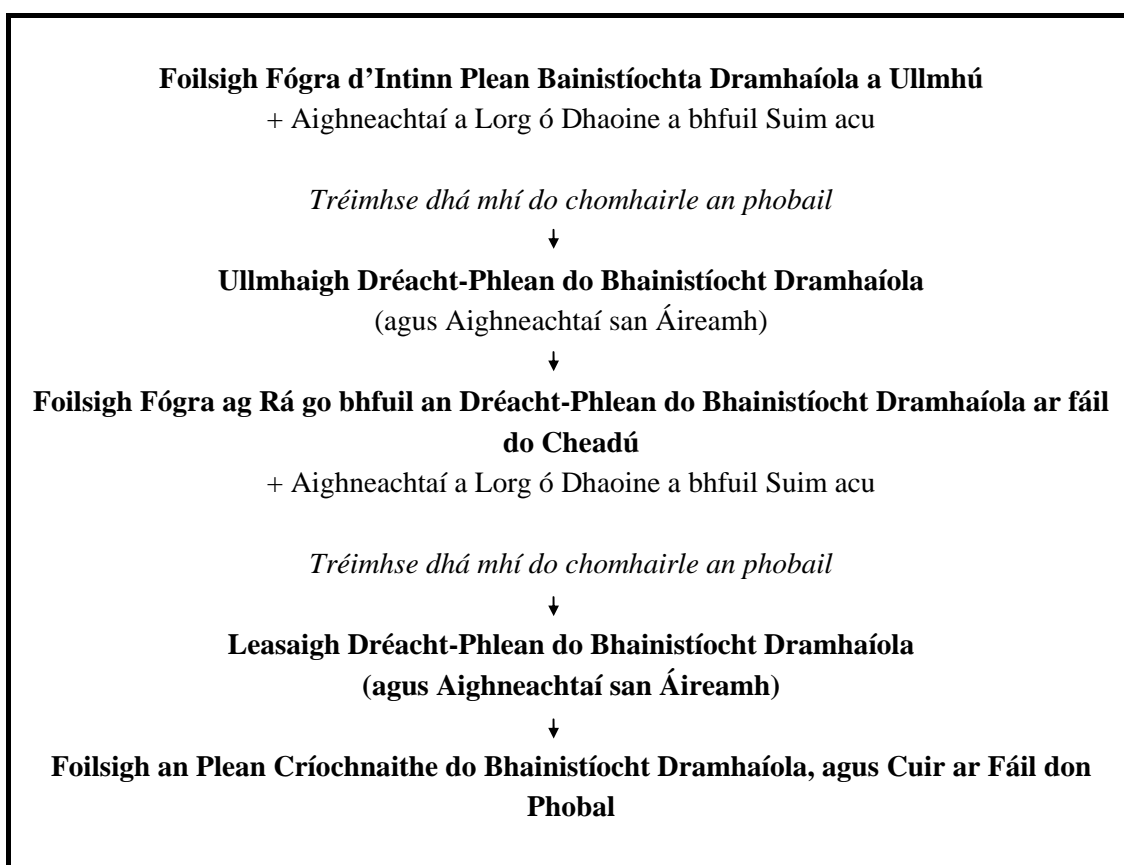 Foilsigh Fógra d’Intinn Plean Bainistíochta Dramhaíola a Ullmhú
+ Aighneachtaí a Lorg ó Dhaoine a bhfuil Suim acu
Tréimhse dhá mhí do chomhairle an phobail
Ullmhaigh Dréacht-Phlean do Bhainistíocht Dramhaíola
(agus Aighneachtaí san Áireamh)
Foilsigh Fógra ag Rá go bhfuil an Dréacht-Phlean do Bhainistíocht Dramhaíola ar fáil
do Cheadú
+ Aighneachtaí a Lorg ó Dhaoine a bhfuil Suim acu
Tréimhse dhá mhí do chomhairle an phobail
Leasaigh Dréacht-Phlean do Bhainistíocht Dramhaíola
(agus Aighneachtaí san Áireamh)
Foilsigh an Plean Críochnaithe do Bhainistíocht Dramhaíola, agus Cuir ar Fáil don
Phobal